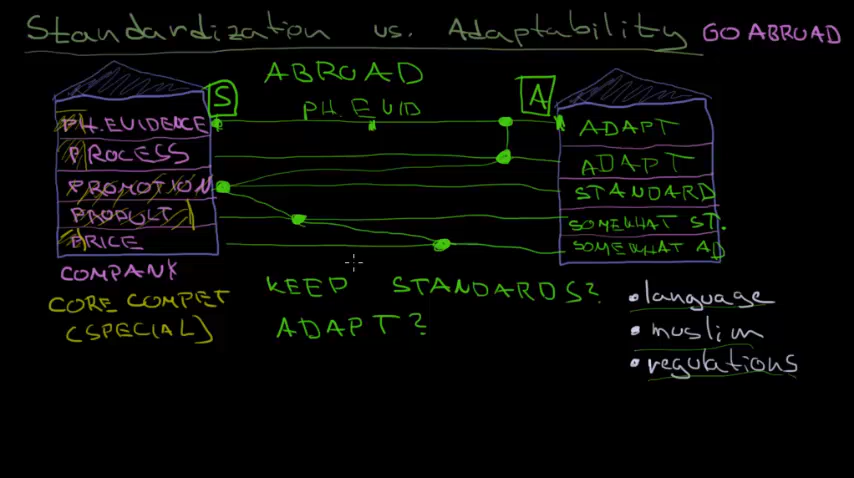 Standardization vs. Adaptability GO ABROAD
ABROAD
S
A
PH. EVID
PH. EVIDENCE
PROCESS
PROMOTION
PRODUCT
PRICE
ADAPT
ADAPT
STANDARD
SOMEWHAT ST.
SOMEWHAT AD
COMPANY
CORE COMPET
(SPECIAL)
KEEP STANDARDS?
ADAPT?
• language
• muslim
• regulations